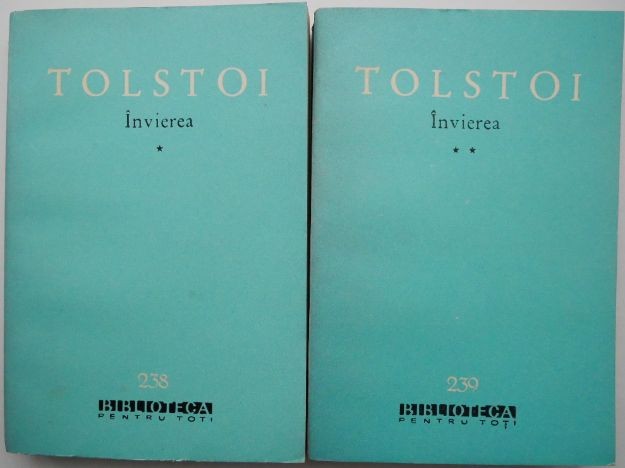 TOLSTOI
Învierea
*
238
BIBLIOTECA
PENTRU TOȚI
TOLSTOI
Învierea
* *
239
BIBLIOTECA
PENTRU TOȚI